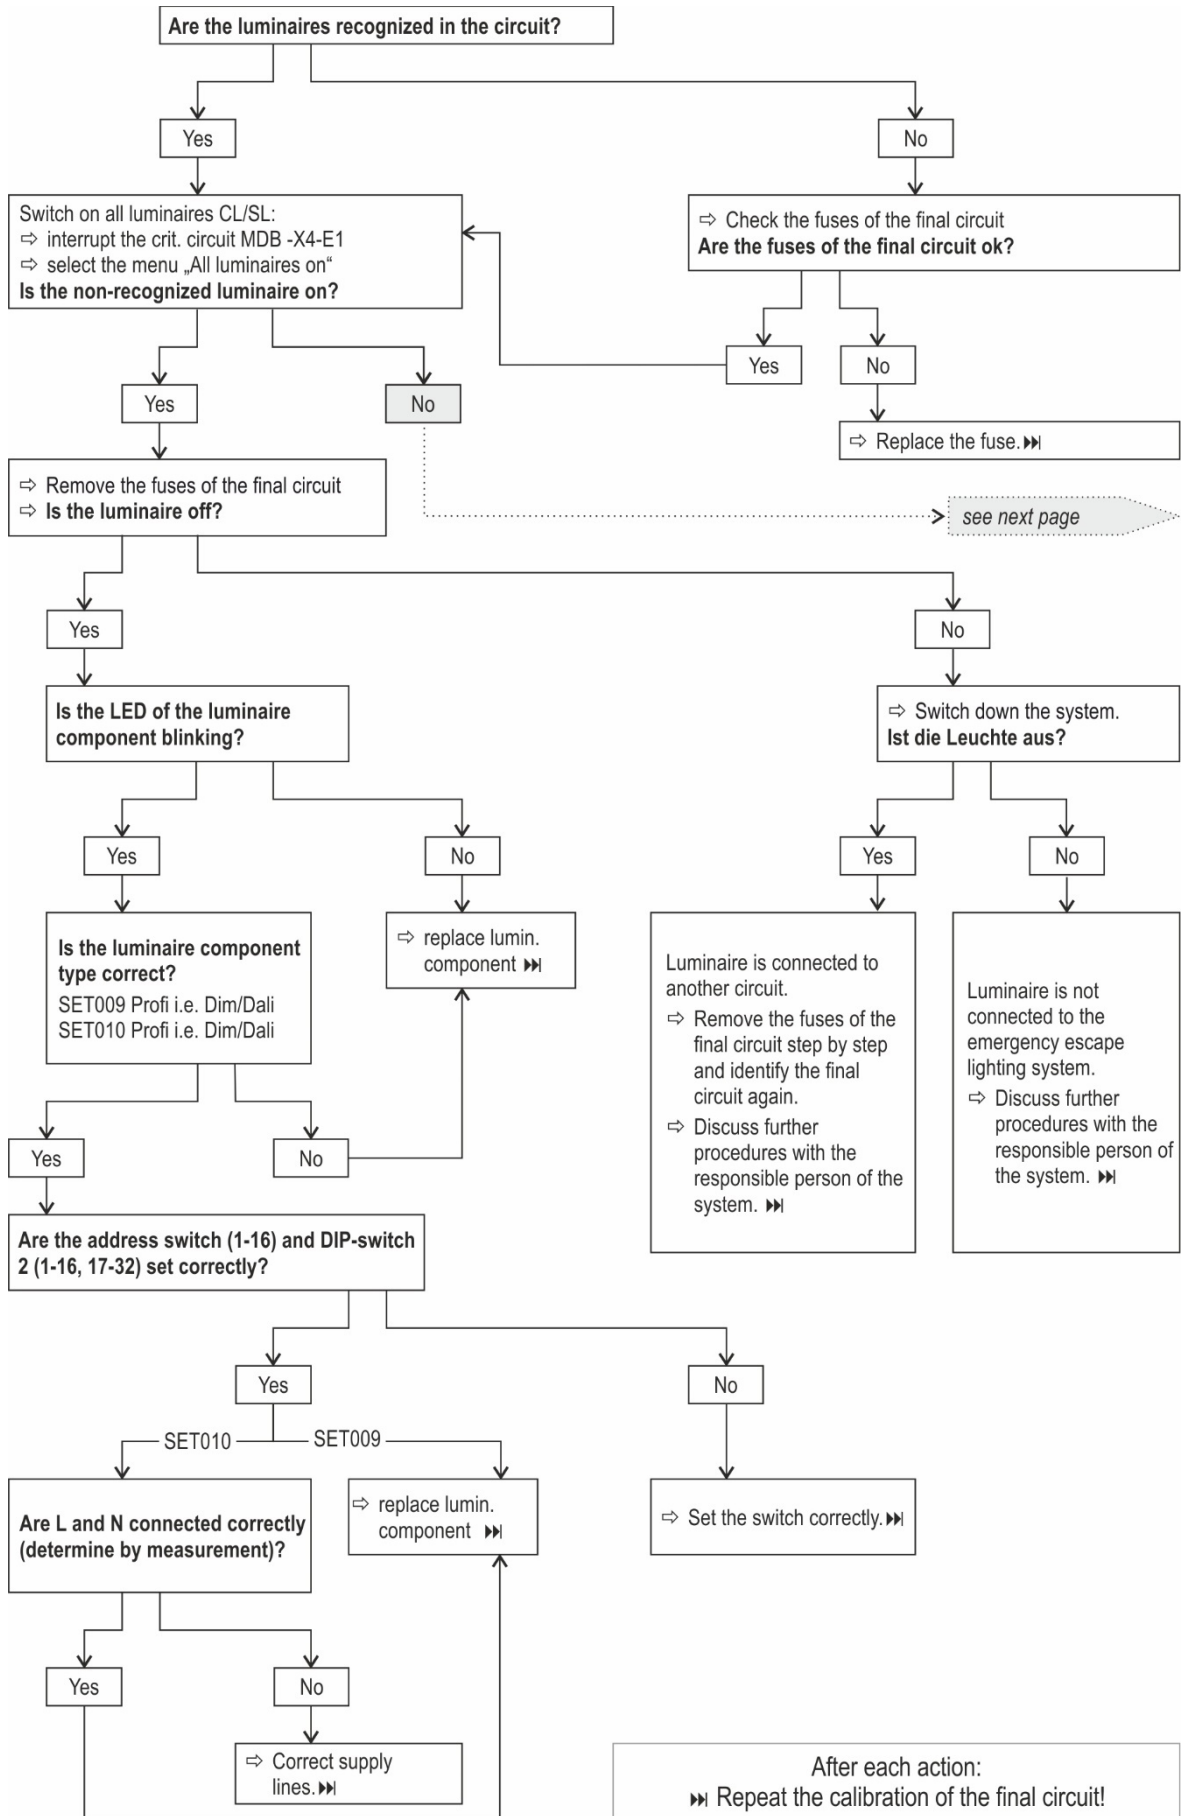 Are the luminaires recognized in the circuit?
Yes
No
Switch on all luminaires CL/SL:
⇨ interrupt the crit. circuit MDB -X4-E1
⇨ select the menu „All luminaires on“
Is the non-recognized luminaire on?
⇨ Check the fuses of the final circuit
Are the fuses of the final circuit ok?
Yes
No
Yes
No
⇨ Replace the fuse.⏭
⇨ Remove the fuses of the final circuit
⇨ Is the luminaire off?
see next page
Yes
No
Is the LED of the luminaire
component blinking?
⇨ Switch down the system.
Ist die Leuchte aus?
Yes
No
Yes
No
Is the luminaire component
type correct?
SET009 Profi i.e. Dim/Dali
SET010 Profi i.e. Dim/Dali
⇨ replace lumin.
component ⏭
Luminaire is connected to
another circuit.
⇨ Remove the fuses of the
final circuit step by step
and identify the final
circuit again.
⇨ Discuss further
procedures with the
responsible person of the
system. ⏭
Luminaire is not
connected to the
emergency escape
lighting system.
⇨ Discuss further
procedures with the
responsible person of
the system. ⏭
Yes
No
Are the address switch (1-16) and DIP-switch
2 (1-16, 17-32) set correctly?
Yes
No
SET010
SET009
Are L and N connected correctly
(determine by measurement)?
⇨ replace lumin.
component ⏭
⇨ Set the switch correctly.⏭
Yes
No
⇨ Correct supply
lines.⏭
After each action:
⏭ Repeat the calibration of the final circuit!